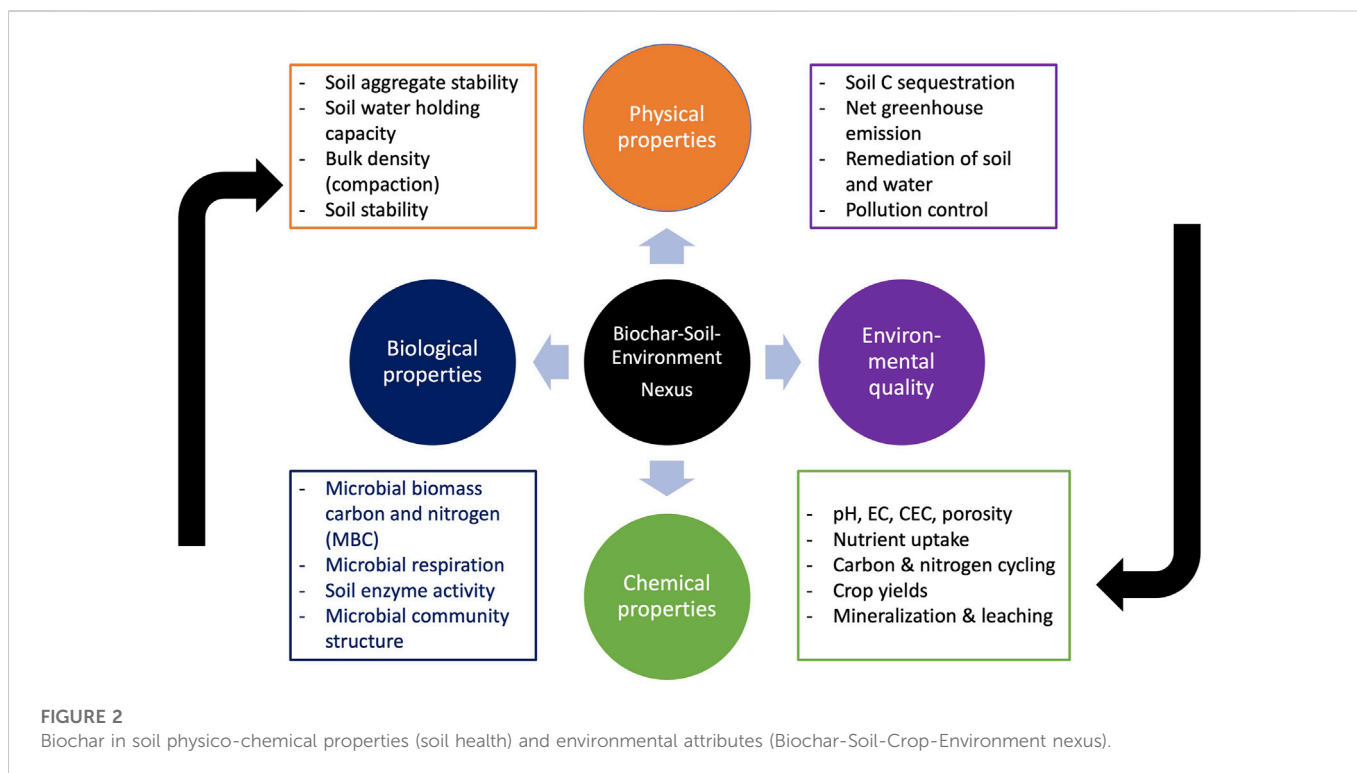 - Soil aggregate stability
- Soil water holding
capacity
- Bulk density
(compaction)
- Soil stability
Physical
properties
- Soil C sequestration
- Net greenhouse
emission
- Remediation of soil
and water
- Pollution control
Biological
properties
Biochar-Soil-
Environment
Nexus
Environ-
mental
quality
- Microbial biomass
carbon and nitrogen
(MBC)
- Microbial respiration
- Soil enzyme activity
- Microbial community
structure
Chemical
properties
- pH, EC, CEC, porosity
- Nutrient uptake
- Carbon & nitrogen cycling
- Crop yields
- Mineralization & leaching
FIGURE 2
Biochar in soil physico-chemical properties (soil health) and environmental attributes (Biochar-Soil-Crop-Environment nexus).